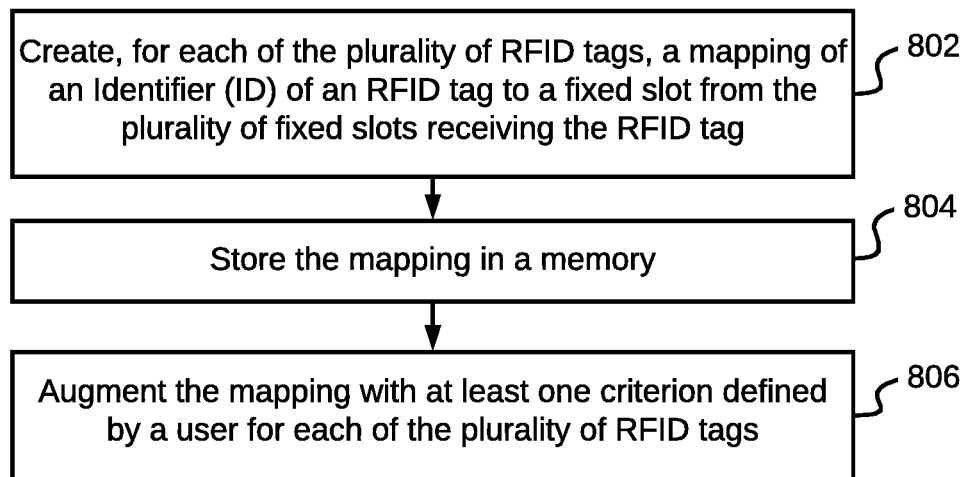 Create, for each of the plurality of RFID tags, a mapping of
an Identifier (ID) of an RFID tag to a fixed slot from the
plurality of fixed slots receiving the RFID tag
802
Store the mapping in a memory
804
Augment the mapping with at least one criterion defined
by a user for each of the plurality of RFID tags
806